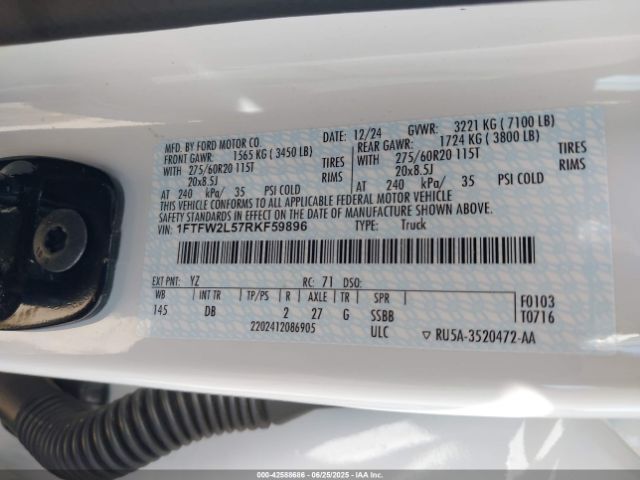 MFD. BY FORD MOTOR CO. 12/24 GVWR: 3221 KG ( 7100 LB)
FRONT GAWR: 1565 KG ( 3450 LB) REAR GAWR: 1724 KG ( 3800 LB)
WITH 275/60R20 115T TIRES WITH 275/60R20 115T TIRES
20x8.5J RIMS 20x8.5J RIMS
AT 240 kPa/ 35 PSI COLD AT 240 kPa/ 35 PSI COLD
THIS VEHICLE CONFORMS TO ALL APPLICABLE FEDERAL MOTOR VEHICLE
SAFETY STANDARDS IN EFFECT ON THE DATE OF MANUFACTURE SHOWN ABOVE.
VIN: 1FTFW2L57RKF59896 TYPE: Truck
EXT PNT: YZ RC: 71 DSO:
WB INT TR TP/PS R AXLE TR SPR F0103
145 DB 2 27 G SSBB T0716
2202412086905 ULC ▽ RU5A-3520472-AA
000-42588686 - 06/25/2025 - IAAI.COM